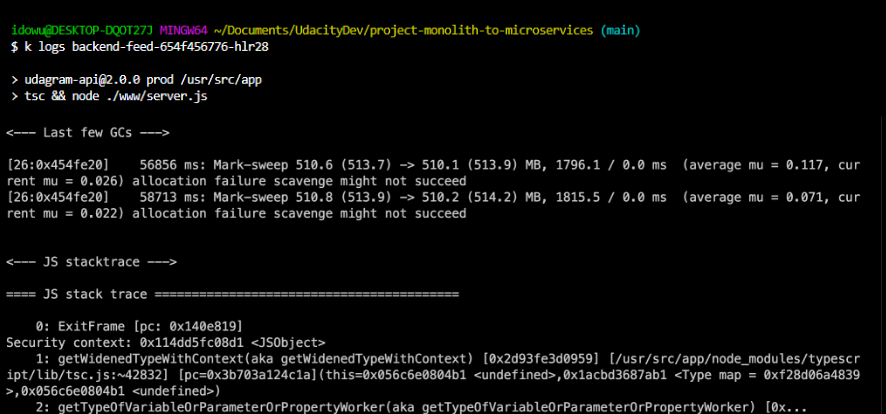 idowu@DESKTOP-DQOT27J MINGW64 ~/Documents/UdacityDev/project-monolith-to-microservices (main)
$ k logs backend-feed-654f456776-hlr28
> udagram-api@2.0.0 prod /usr/src/app
> tsc && node ./www/server.js
<--- Last few GCs --->
[26:0x454fe20]    56856 ms: Mark-sweep 510.6 (513.7) -> 510.1 (513.9) MB, 1796.1 / 0.0 ms  (average mu = 0.117, cur
rent mu = 0.026) allocation failure scavenge might not succeed
[26:0x454fe20]    58713 ms: Mark-sweep 510.8 (513.9) -> 510.2 (514.2) MB, 1815.5 / 0.0 ms  (average mu = 0.071, cur
rent mu = 0.022) allocation failure scavenge might not succeed
<--- JS stacktrace --->
==== JS stack trace =========================================
    0: ExitFrame [pc: 0x140e819]
Security context: 0x114dd5fc08d1 <JSObject>
    1: getWidenedTypeWithContext(aka getWidenedTypeWithContext) [0x2d93fe3d0959] [/usr/src/app/node_modules/typescr
ipt/lib/tsc.js:~42832] [pc=0x3b703a124c1a](this=0x056c6e0804b1 <undefined>,0x1acbd3687ab1 <Type map = 0xf28d06a4839
>,0x056c6e0804b1 <undefined>)
    2: getTypeOfVariableOrParameterOrPropertyWorker(aka getTypeOfVariableOrParameterOrPropertyWorker) [0x...